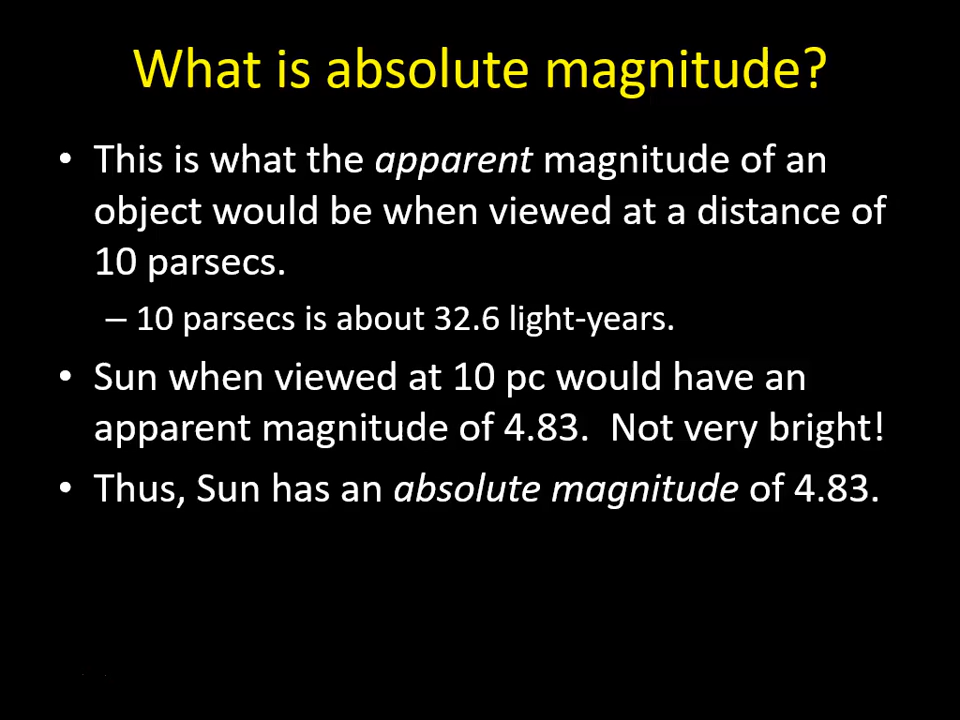 What is absolute magnitude?
• This is what the apparent magnitude of an
object would be when viewed at a distance of
10 parsecs.
– 10 parsecs is about 32.6 light-years.
• Sun when viewed at 10 pc would have an
apparent magnitude of 4.83.  Not very bright!
• Thus, Sun has an absolute magnitude of 4.83.